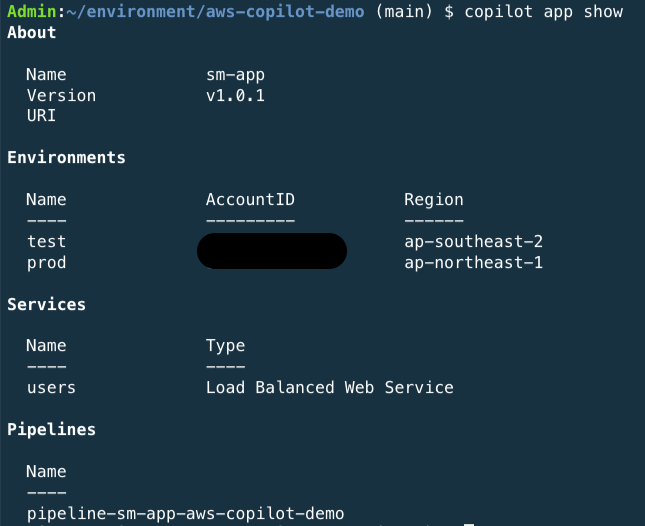 Admin:~/environment/aws-copilot-demo (main) $ copilot app show
About
Name sm-app
Version v1.0.1
URI
Environments
Name AccountID Region
---- --------- ------
test ap-southeast-2
prod ap-northeast-1
Services
Name Type
---- ----
users Load Balanced Web Service
Pipelines
Name
----
pipeline-sm-app-aws-copilot-demo